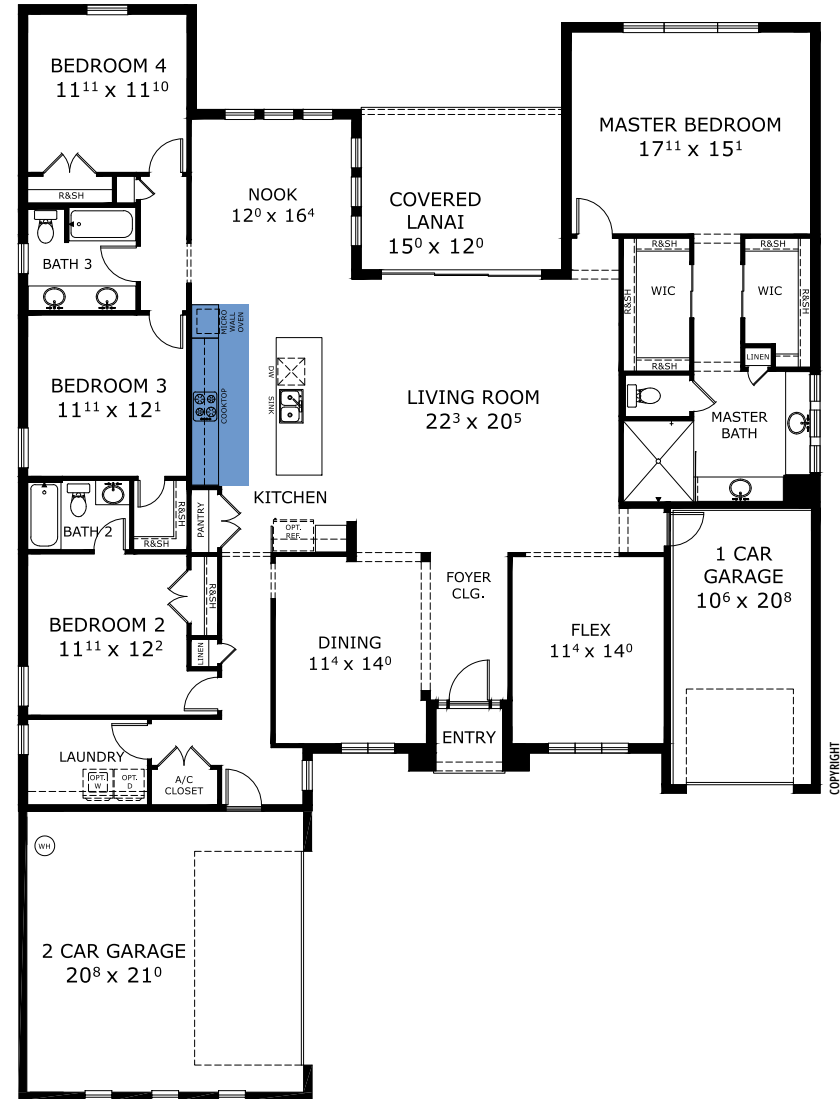 BEDROOM 4
11¹¹ x 11¹⁰
R&SH
BATH 3
NOOK
12⁰ x 16⁴
COVERED
LANAI
15⁰ x 12⁰
MASTER BEDROOM
17¹¹ x 15¹
R&SH
R&SH
R&SH
WIC
WIC
R&SH
R&SH
LINEN
MICRO
WALL
OVEN
COOKTOP
DW
SINK
BEDROOM 3
11¹¹ x 12¹
LIVING ROOM
22³ x 20⁵
MASTER
BATH
KITCHEN
PANTRY
OPT.
REF.
BATH 2
R&SH
R&SH
R&SH
BEDROOM 2
11¹¹ x 12²
LINEN
FOYER
CLG.
DINING
11⁴ x 14⁰
FLEX
11⁴ x 14⁰
1 CAR
GARAGE
10⁶ x 20⁸
ENTRY
LAUNDRY
OPT.
W
OPT.
D
A/C
CLOSET
COPYRIGHT
WH
2 CAR GARAGE
20⁸ x 21⁰